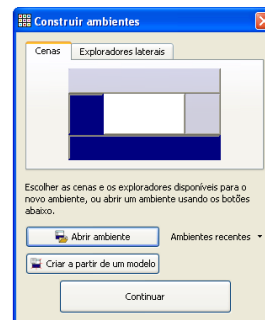 Construir ambientes
Cenas Exploradores laterais
Escolher as cenas e os exploradores disponíveis para o
novo ambiente, ou abrir um ambiente usando os botões
abaixo.
Abrir ambiente Ambientes recentes
Criar a partir de um modelo
Continuar